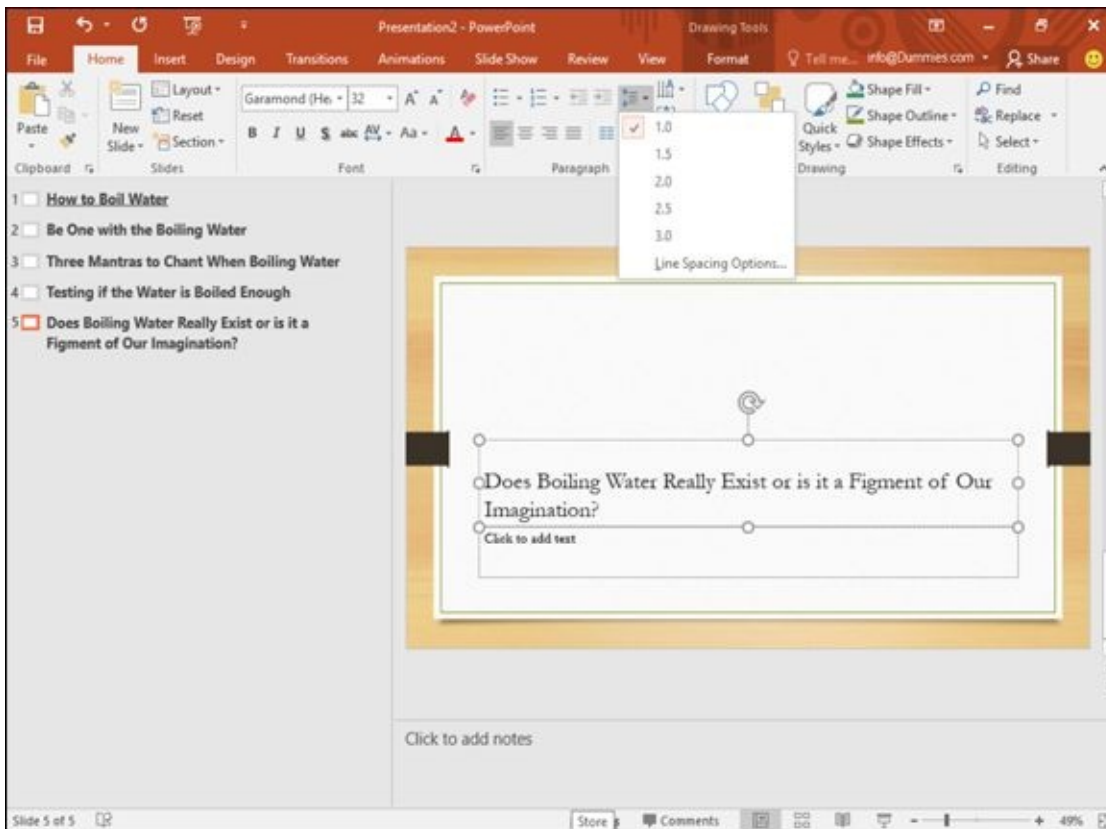 Presentation2 - PowerPoint
Drawing Tools
File Home Insert Design Transitions Animations Slide Show Review View Format Tell me... info@Dummies.com Share
Paste
New Slide
Layout
Reset
Section
Garamond (He 32
B I U S abc AV Aa A
Quick Styles
Shape Fill
Shape Outline
Shape Effects
Find
Replace
Select
Clipboard Slides Font Paragraph Drawing Editing
1.0
1.5
2.0
2.5
3.0
Line Spacing Options...
1 How to Boil Water
2 Be One with the Boiling Water
3 Three Mantras to Chant When Boiling Water
4 Testing if the Water is Boiled Enough
5 Does Boiling Water Really Exist or is it a
Figment of Our Imagination?
Does Boiling Water Really Exist or is it a Figment of Our
Imagination?
Click to add text
Click to add notes
Slide 5 of 5 Store Comments 49%